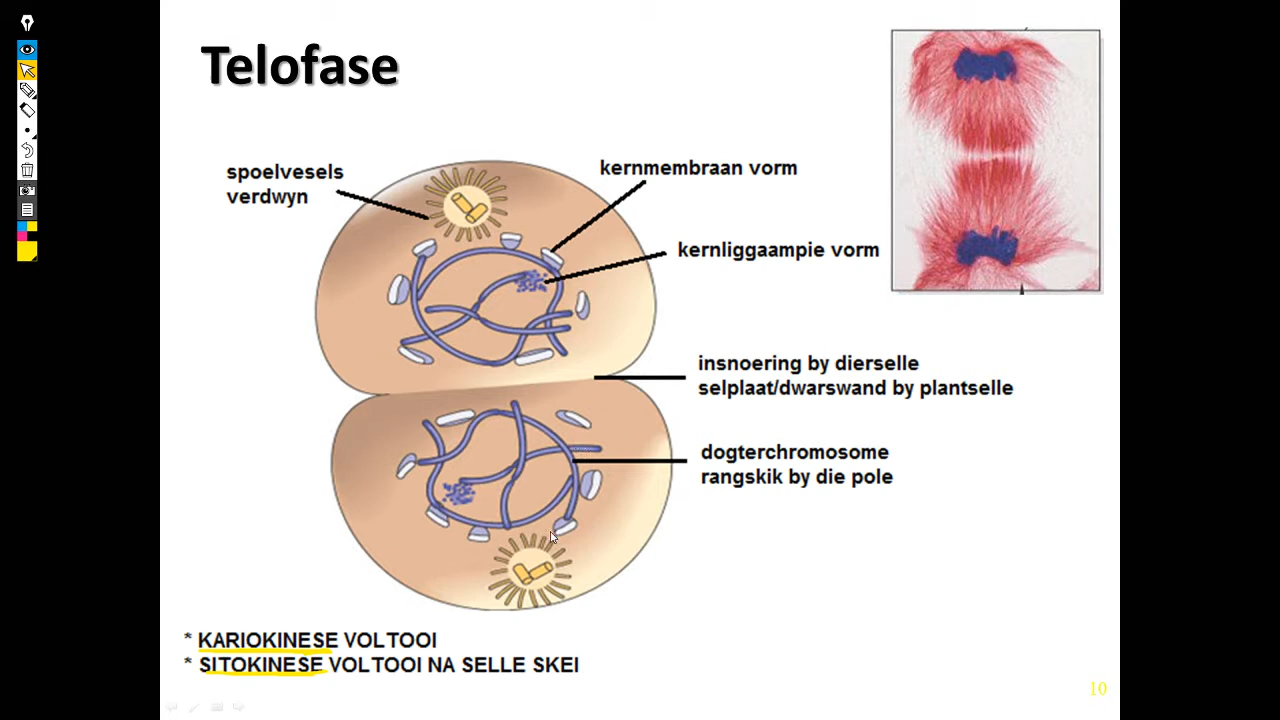 Telofase
spoelvesels
verdwyn
kernmembraan vorm
kernliggaampie vorm
insnoering by dierselle
selplaat/dwarswand by plantselle
dogterchromosome
rangskik by die pole
* KARIOKINESE VOLTOOI
* SITOKINESE VOLTOOI NA SELLE SKEI
10